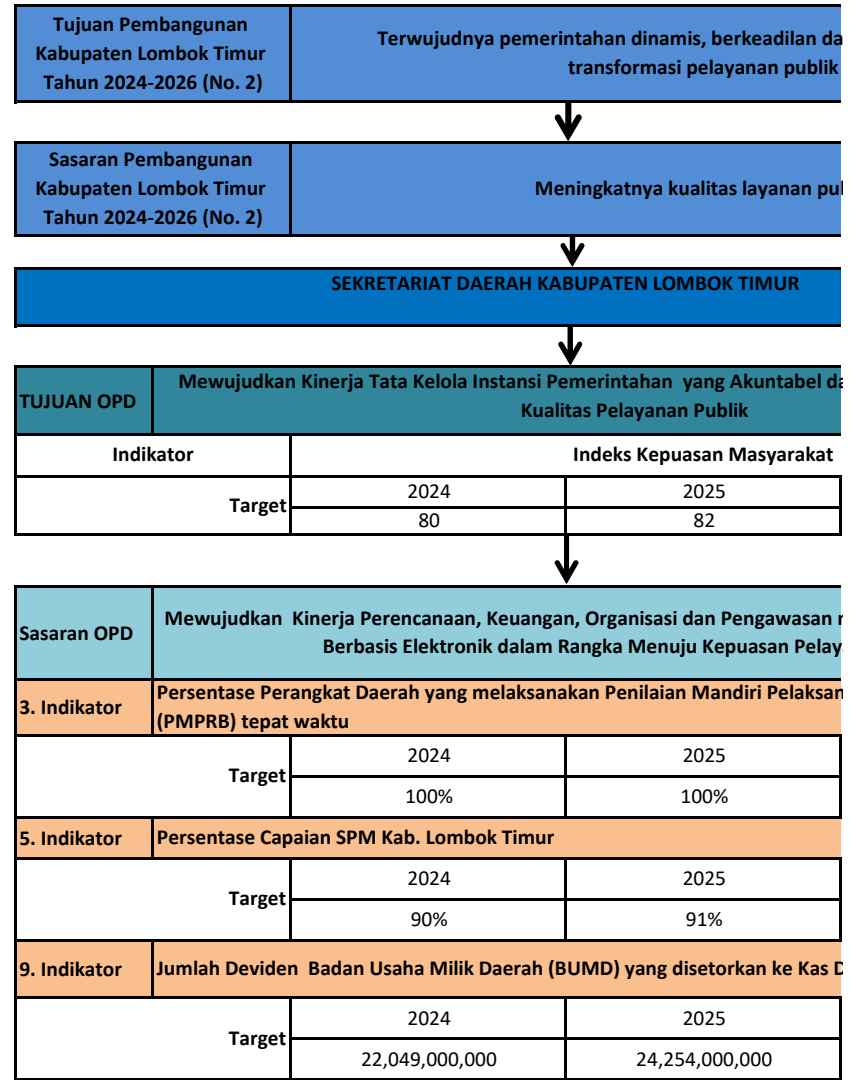 Tujuan Pembangunan
Kabupaten Lombok Timur
Tahun 2024-2026 (No. 2)
Terwujudnya pemerintahan dinamis, berkeadilan da
transformasi pelayanan publik
Sasaran Pembangunan
Kabupaten Lombok Timur
Tahun 2024-2026 (No. 2)
Meningkatnya kualitas layanan pu
SEKRETARIAT DAERAH KABUPATEN LOMBOK TIMUR
TUJUAN OPD
Mewujudkan Kinerja Tata Kelola Instansi Pemerintahan yang Akuntabel da
Kualitas Pelayanan Publik
Indikator
Indeks Kepuasan Masyarakat
Target
2024 2025
80 82
Sasaran OPD
Mewujudkan Kinerja Perencanaan, Keuangan, Organisasi dan Pengawasan
Berbasis Elektronik dalam Rangka Menuju Kepuasan Pelay
3. Indikator
Persentase Perangkat Daerah yang melaksanakan Penilaian Mandiri Pelaksan
(PMPRB) tepat waktu
Target
2024 2025
100% 100%
5. Indikator
Persentase Capaian SPM Kab. Lombok Timur
Target
2024 2025
90% 91%
9. Indikator
Jumlah Deviden Badan Usaha Milik Daerah (BUMD) yang disetorkan ke Kas D
Target
2024 2025
22,049,000,000 24,254,000,000